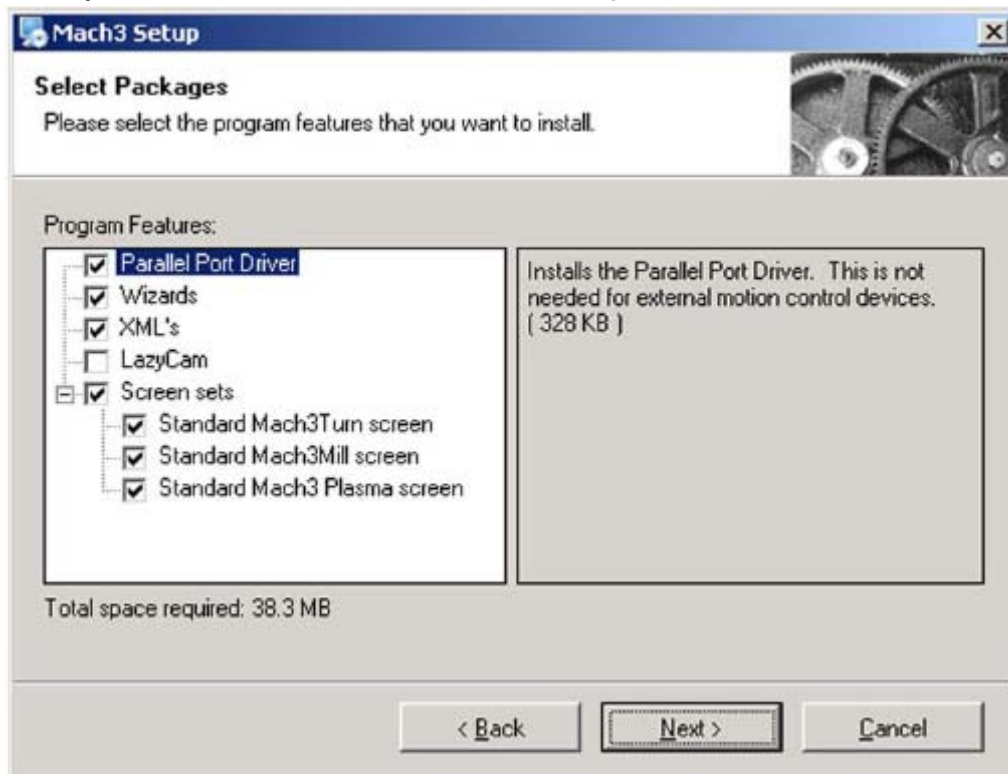 Mach3 Setup
Select Packages
Please select the program features that you want to install.
Program Features:
Parallel Port Driver
Wizards
XML's
LazyCam
Screen sets
Standard Mach3Turn screen
Standard Mach3Mill screen
Standard Mach3 Plasma screen
Installs the Parallel Port Driver. This is not
needed for external motion control devices.
( 328 KB )
Total space required: 38.3 MB
< Back
Next >
Cancel